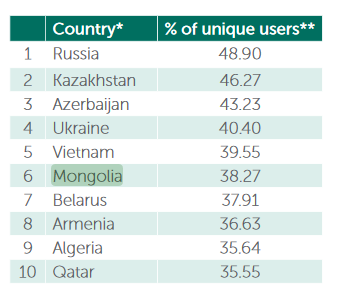 Country* % of unique users**
1 Russia 48.90
2 Kazakhstan 46.27
3 Azerbaijan 43.23
4 Ukraine 40.40
5 Vietnam 39.55
6 Mongolia 38.27
7 Belarus 37.91
8 Armenia 36.63
9 Algeria 35.64
10 Qatar 35.55